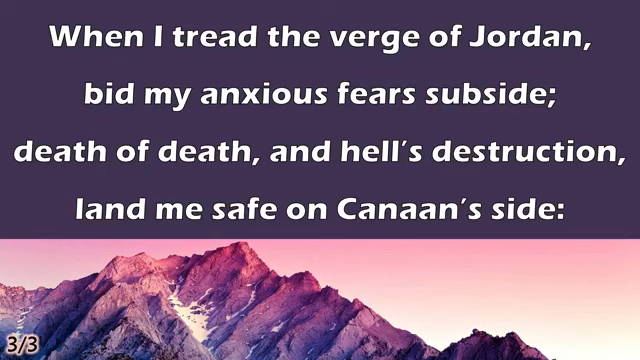 When I tread the verge of Jordan,
bid my anxious fears subside;
death of death, and hell’s destruction,
land me safe on Canaan’s side:
3/3